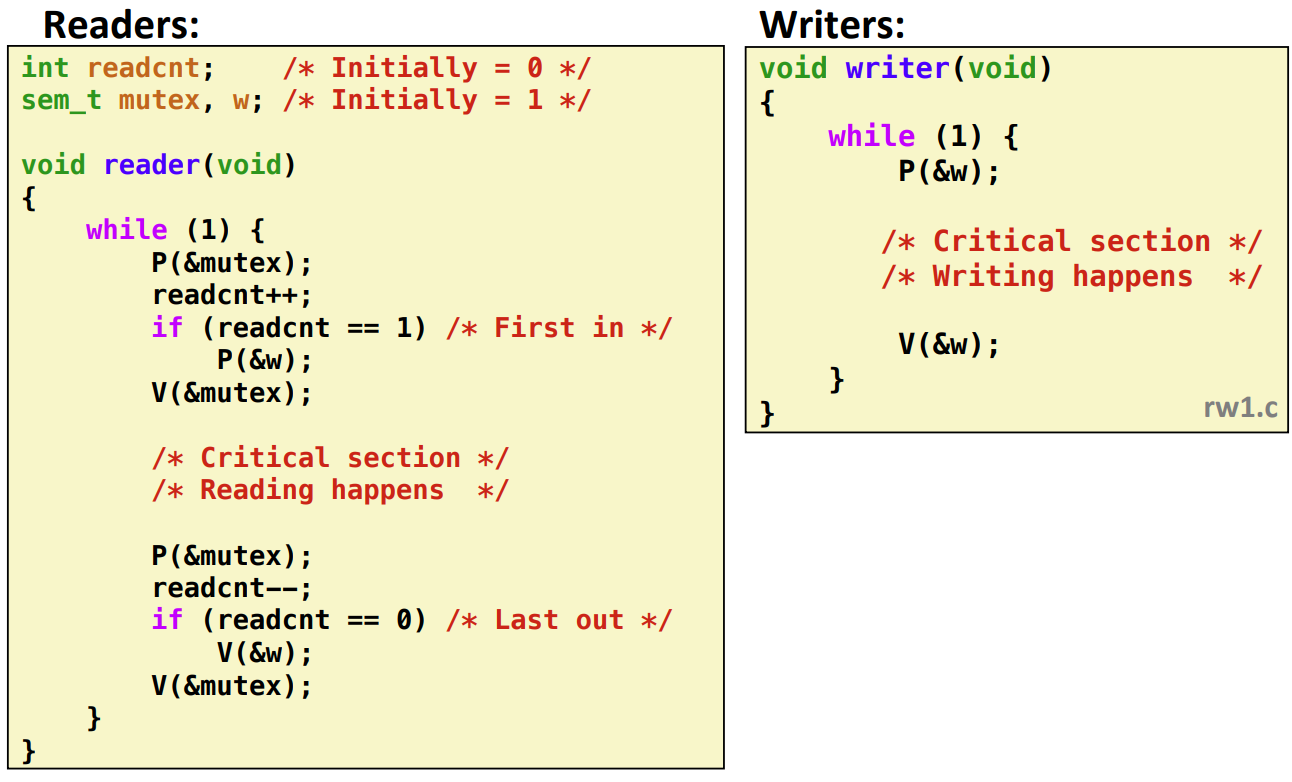 Readers:
int readcnt;    /* Initially = 0 */
sem_t mutex, w; /* Initially = 1 */
void reader(void)
{
    while (1) {
        P(&mutex);
        readcnt++;
        if (readcnt == 1) /* First in */
            P(&w);
        V(&mutex);
        /* Critical section */
        /* Reading happens  */
        P(&mutex);
        readcnt--;
        if (readcnt == 0) /* Last out */
            V(&w);
        V(&mutex);
    }
}
Writers:
void writer(void)
{
    while (1) {
        P(&w);
       /* Critical section */
       /* Writing happens  */
        V(&w);
    }
}
rw1.c